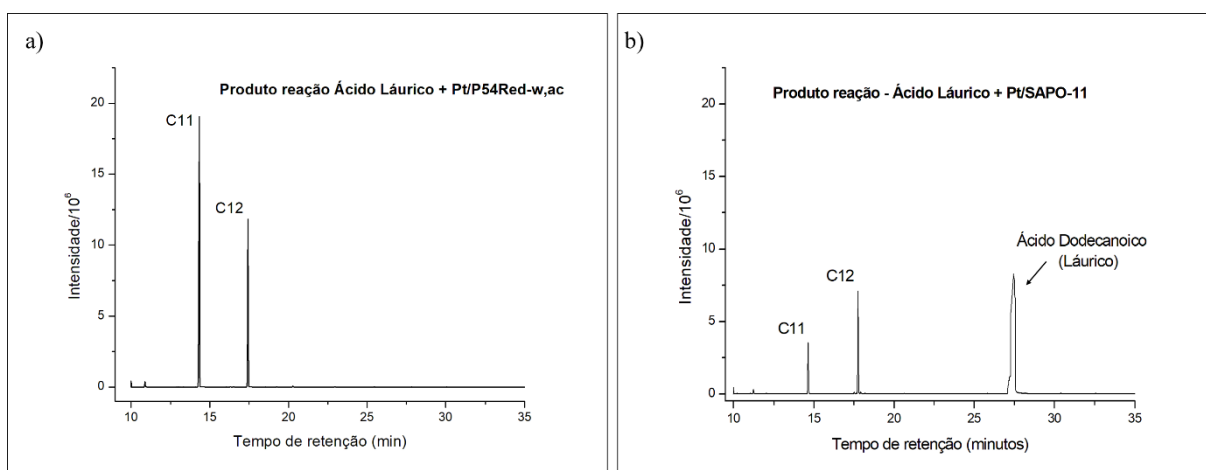 a)
Produto reação Ácido Láurico + Pt/P54Red-w,ac
20
15
10
5
0
Intensidade/10⁶
C11
C12
10 15 20 25 30 35
Tempo de retenção (min)
b)
Produto reação - Ácido Láurico + Pt/SAPO-11
20
15
10
5
0
Intensidade/10⁶
C11
C12
Ácido Dodecanoico
(Láurico)
10 15 20 25 30 35
Tempo de retenção (minutos)